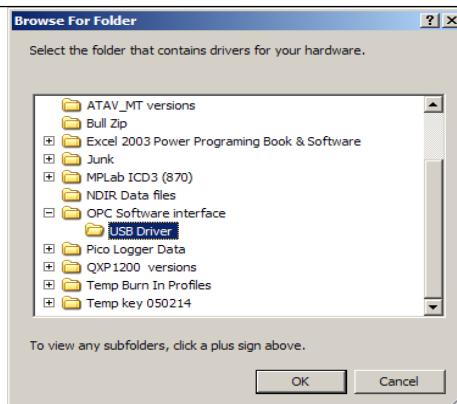 Browse For Folder
Select the folder that contains drivers for your hardware.
ATAV_MT versions
Bull Zip
Excel 2003 Power Programing Book & Software
Junk
MPLab ICD3 (870)
NDIR Data files
OPC Software interface
USB Driver
Pico Logger Data
QXP1200 versions
Temp Burn In Profiles
Temp key 050214
To view any subfolders, click a plus sign above.
OK Cancel